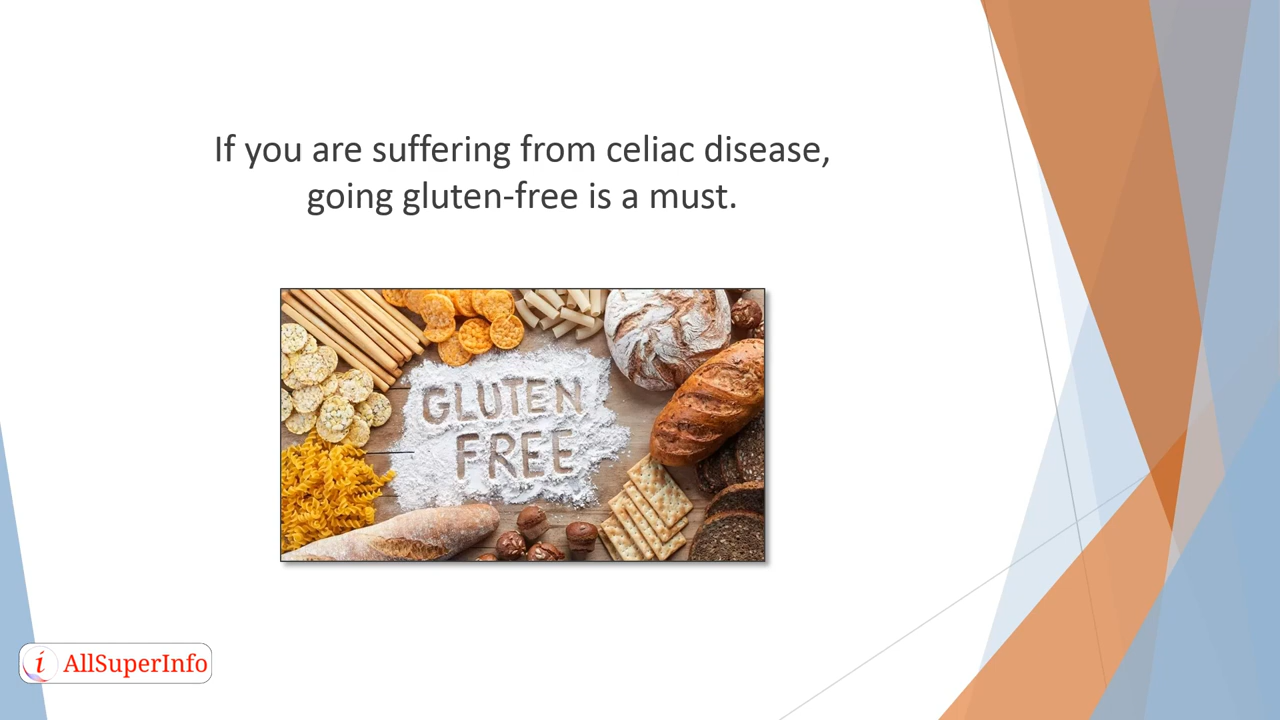 If you are suffering from celiac disease,
going gluten-free is a must.
GLUTEN
FREE
i AllSuperInfo